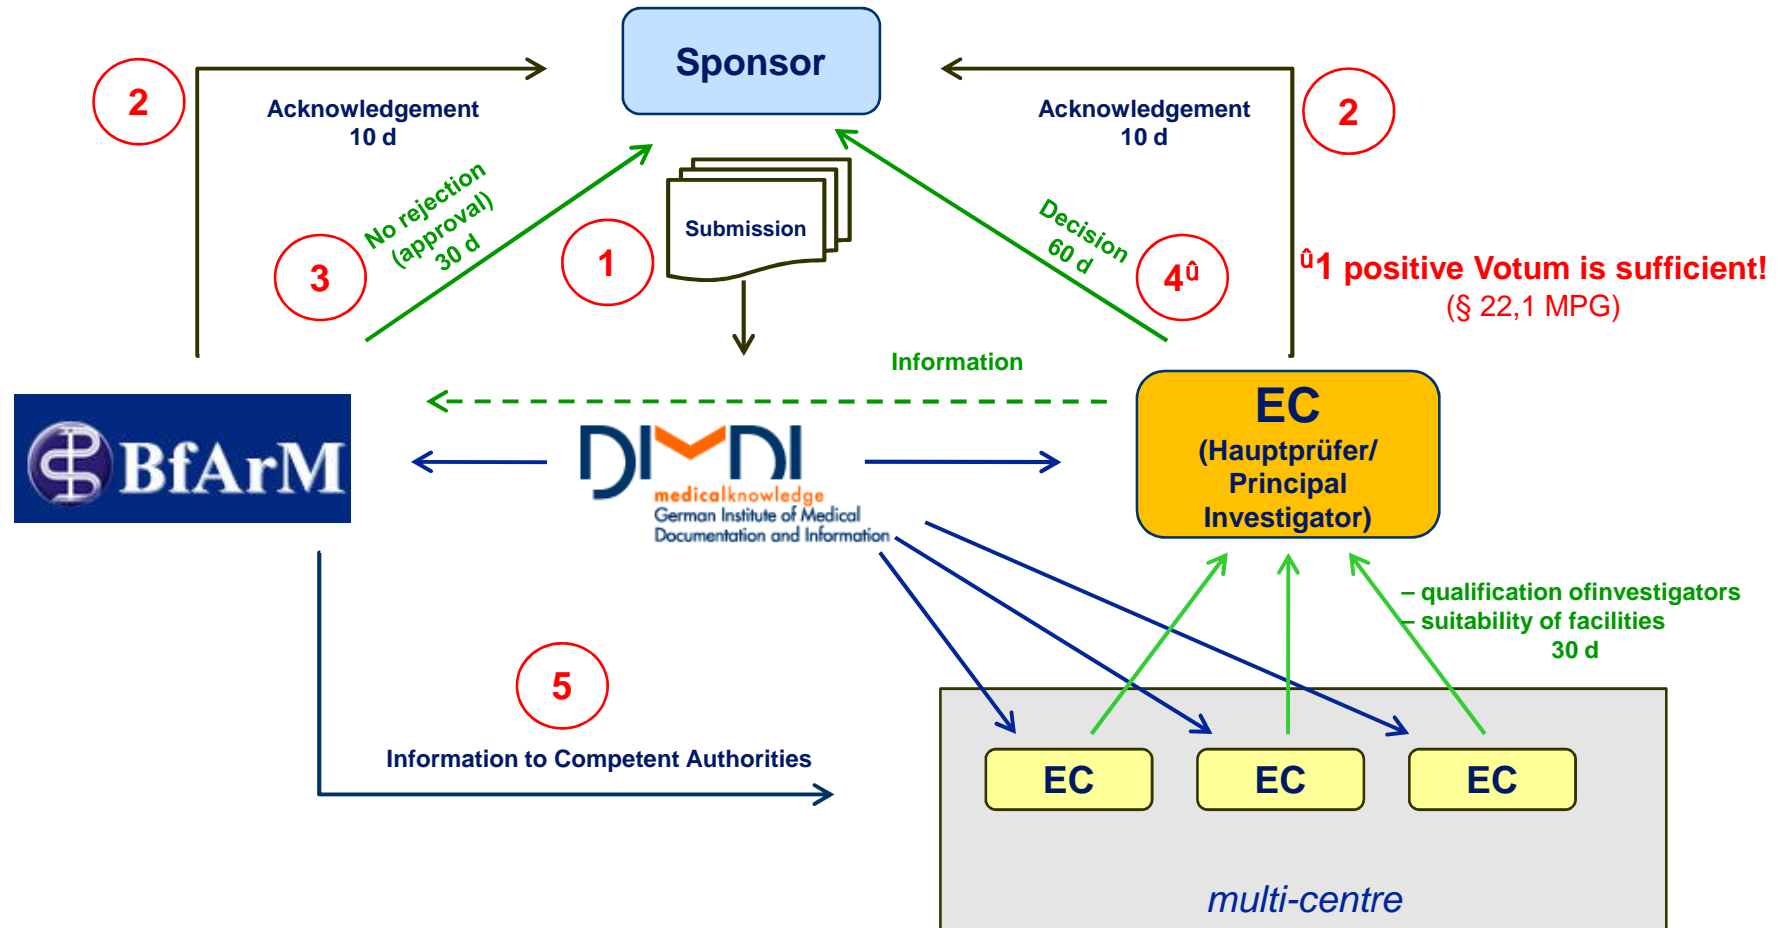 Sponsor
2
Acknowledgement
10 d
Acknowledgement
10 d
2
No rejection
(approval)
30 d
3
1
Submission
Decision
60 d
4û
û1 positive Votum is sufficient!
(§ 22,1 MPG)
Information
BfArM
DIMDI
medicalknowledge
German Institute of Medical
Documentation and Information
EC
(Hauptprüfer/
Principal
Investigator)
– qualification ofinvestigators
– suitability of facilities
30 d
5
Information to Competent Authorities
EC
EC
EC
multi-centre